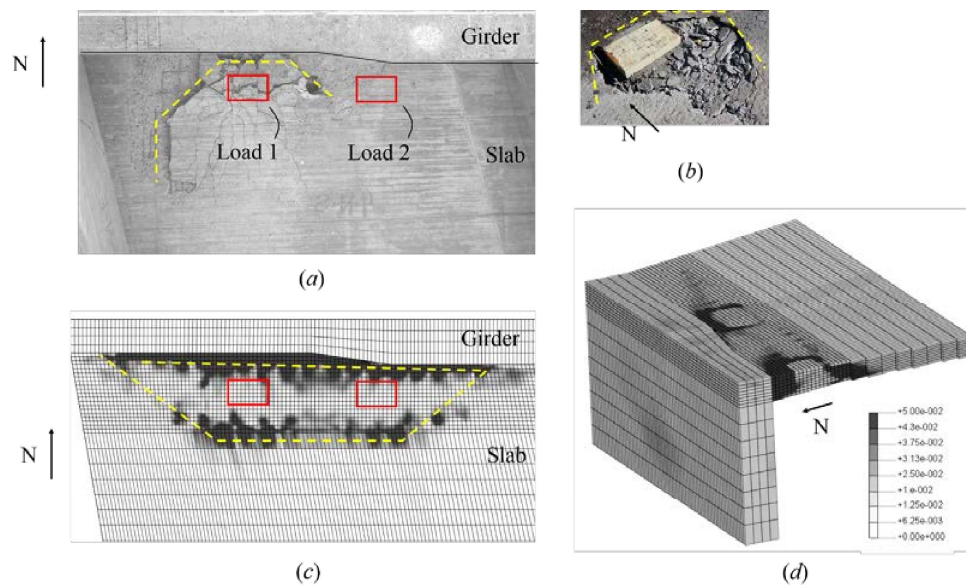 Girder
N
Load 1
Load 2
Slab
(a)
N
(b)
Girder
N
Slab
(c)
N
+5.00e-002
+4.3e-002
+3.75e-002
+3.13e-002
+2.50e-002
+1e-002
+1.25e-002
+6.25e-003
+0.00e+000
(d)